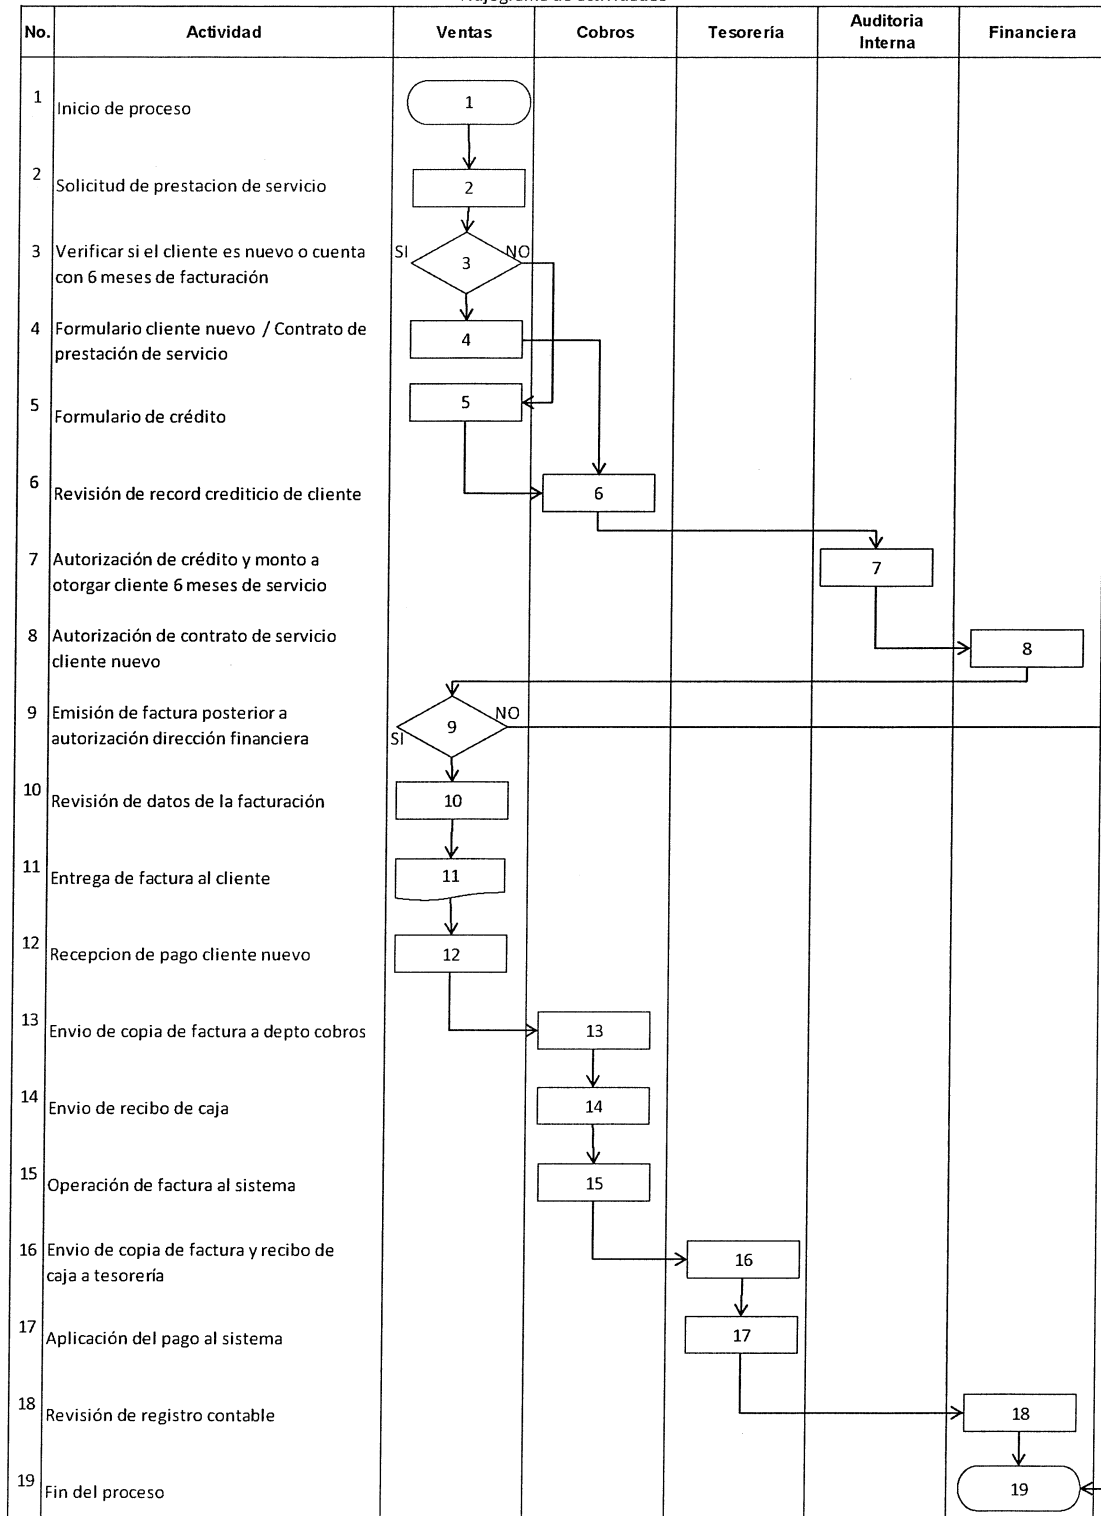 Flujograma de actividades
No. Actividad Ventas Cobros Tesorería Auditoria Interna Financiera
1 Inicio de proceso 1
2 Solicitud de prestacion de servicio 2
3 Verificar si el cliente es nuevo o cuenta SI NO
con 6 meses de facturación 3
4 Formulario cliente nuevo / Contrato de
prestación de servicio 4
5 Formulario de crédito 5
6 Revisión de record crediticio de cliente 6
7 Autorización de crédito y monto a
otorgar cliente 6 meses de servicio 7
8 Autorización de contrato de servicio
cliente nuevo 8
9 Emisión de factura posterior a NO
autorización dirección financiera SI 9
10 Revisión de datos de la facturación 10
11 Entrega de factura al cliente 11
12 Recepcion de pago cliente nuevo 12
13 Envio de copia de factura a depto cobros 13
14 Envio de recibo de caja 14
15 Operación de factura al sistema 15
16 Envio de copia de factura y recibo de
caja a tesorería 16
17 Aplicación del pago al sistema 17
18 Revisión de registro contable 18
19 Fin del proceso 19